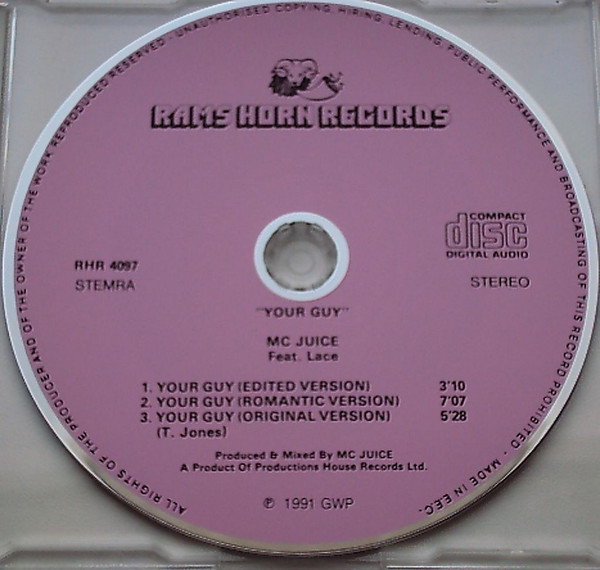 ALL RIGHTS OF THE PRODUCER AND OF THE OWNER OF THE WORK REPRODUCED RESERVED - UNAUTHORISED COPYING, HIRING, LENDING, PUBLIC PERFORMANCE AND BROADCASTING OF THIS RECORD PROHIBITED - MADE IN E.E.C.
RAMS HORN RECORDS
COMPACT
disc
DIGITAL AUDIO
RHR 4097
STEMRA
STEREO
"YOUR GUY"
MC JUICE
Feat. Lace
1. YOUR GUY (EDITED VERSION) 3'10
2. YOUR GUY (ROMANTIC VERSION) 7'07
3. YOUR GUY (ORIGINAL VERSION) 5'28
(T. Jones)
Produced & Mixed By MC JUICE
A Product Of Productions House Records Ltd.
℗ 1991 GWP